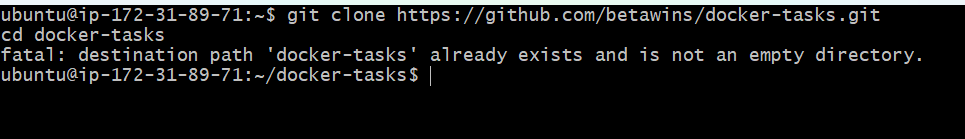 ubuntu@ip-172-31-89-71:~$ git clone https://github.com/betawins/docker-tasks.git
cd docker-tasks
fatal: destination path 'docker-tasks' already exists and is not an empty directory.
ubuntu@ip-172-31-89-71:~/docker-tasks$